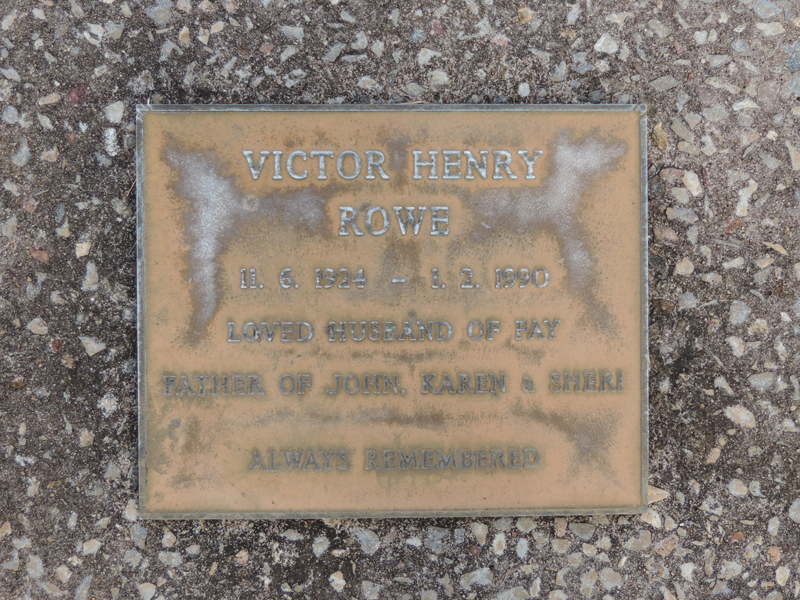 VICTOR HENRY
ROWE
11. 6. 1924 - 1. 2. 1990
LOVED HUSBAND OF FAY
FATHER OF JOHN, KAREN & SHERI
ALWAYS REMEMBERED